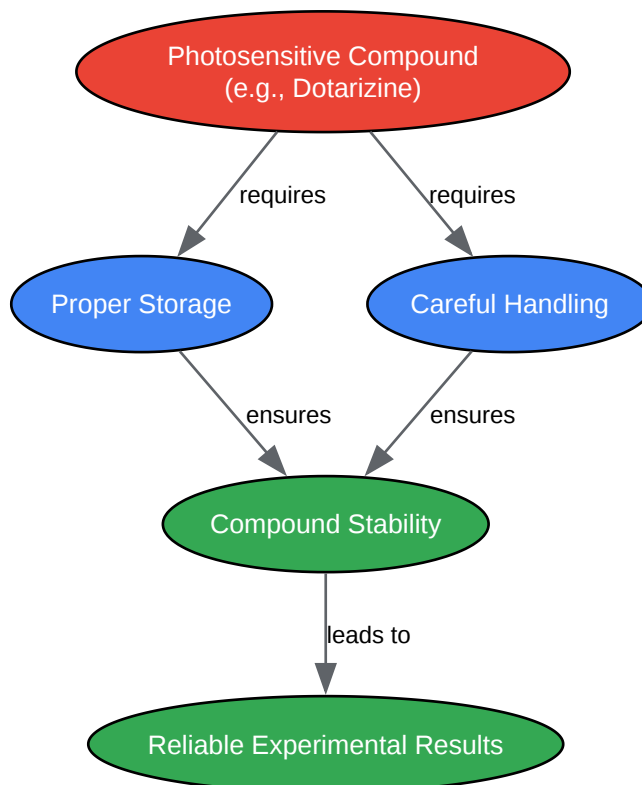 Photosensitive Compound
(e.g., Dotarizine)
requires
requires
Proper Storage
Careful Handling
ensures
ensures
Compound Stability
leads to
Reliable Experimental Results